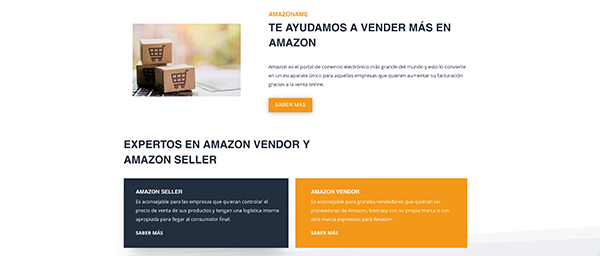 AMAZONAME
TE AYUDAMOS A VENDER MÁS EN
AMAZON
Amazon es el portal de comercio electrónico más grande del mundo y esto lo convierte
en un escaparate único para aquellas empresas que quieren aumentar su facturación
gracias a la venta online.
SABER MÁS
EXPERTOS EN AMAZON VENDOR Y
AMAZON SELLER
AMAZON SELLER
Es aconsejable para las empresas que quieran controlar el
precio de venta de sus productos y tengan una logística interna
apropiada para llegar al consumidor final.
SABER MÁS
AMAZON VENDOR
Es aconsejable para grandes vendedores que quieran ser
proveedores de Amazon, bien sea con su propia marca o con
otra marca exprocoso para Amazon.
SABER MÁS